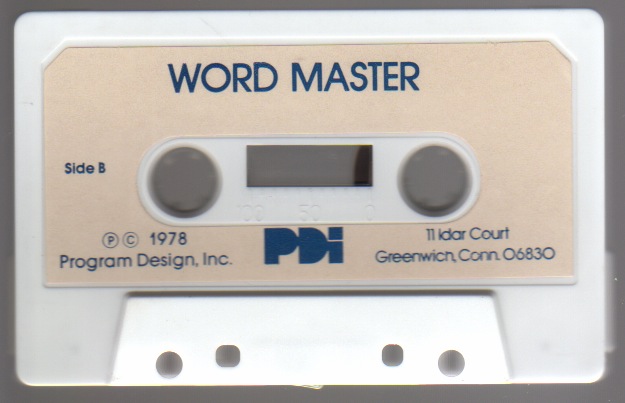 WORD MASTER
Side B
100 50 0
Ⓟ Ⓒ 1978
Program Design, Inc.
PDI
11 Idar Court
Greenwich, Conn. 06830